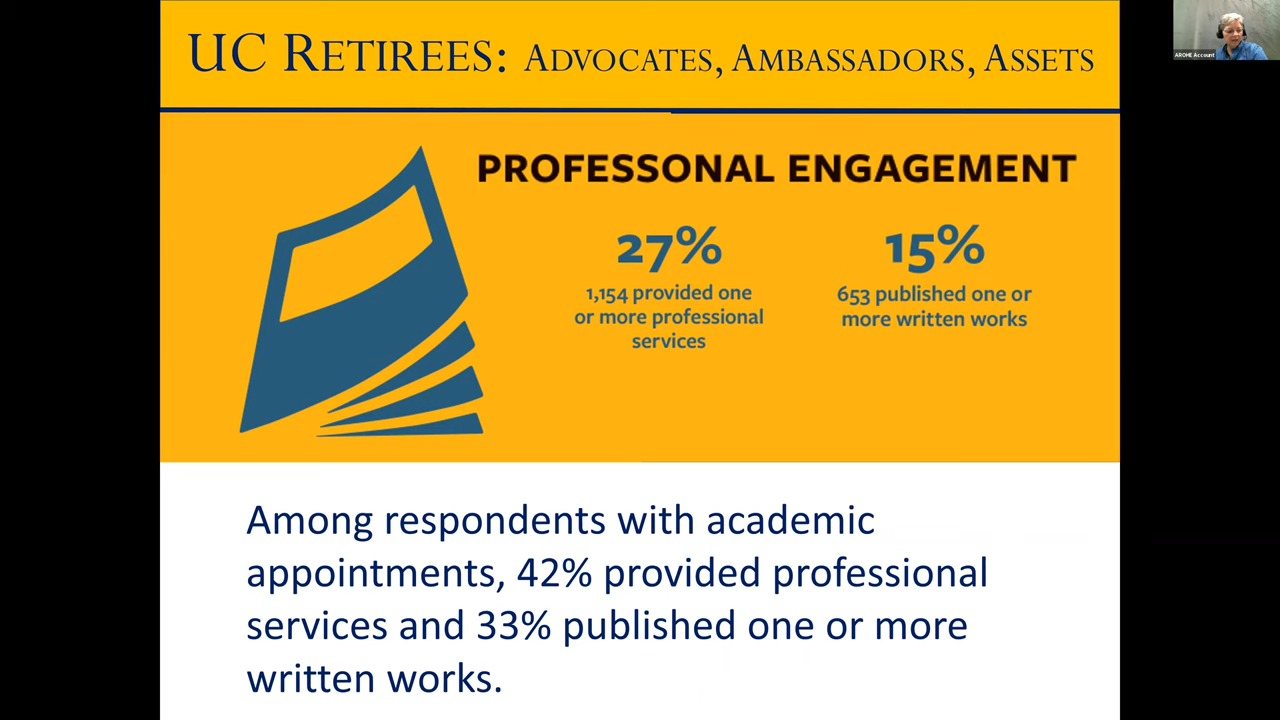 UC RETIREES: ADVOCATES, AMBASSADORS, ASSETS
AROHE Account
PROFESSONAL ENGAGEMENT
27%
1,154 provided one
or more professional
services
15%
653 published one or
more written works
Among respondents with academic
appointments, 42% provided professional
services and 33% published one or more
written works.